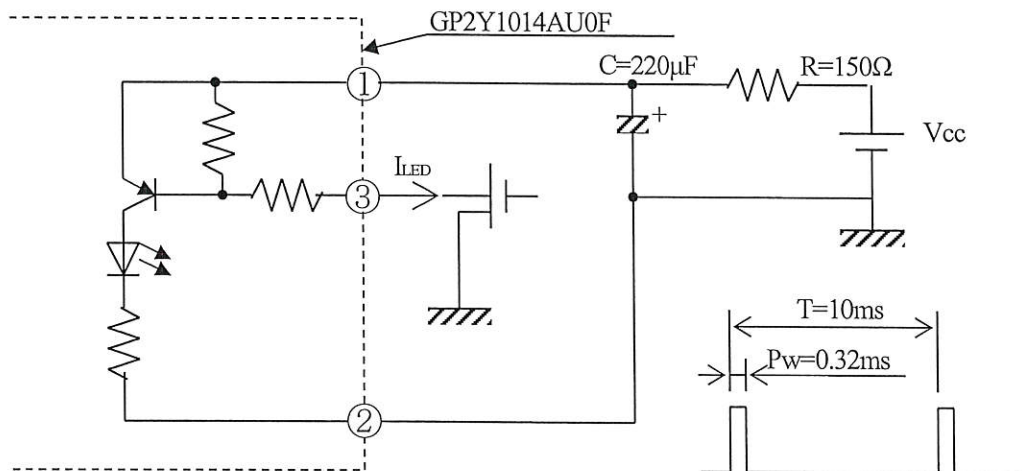 GP2Y1014AU0F
①
C=220μF
R=150Ω
+
Vcc
③
ILED
T=10ms
Pw=0.32ms
②